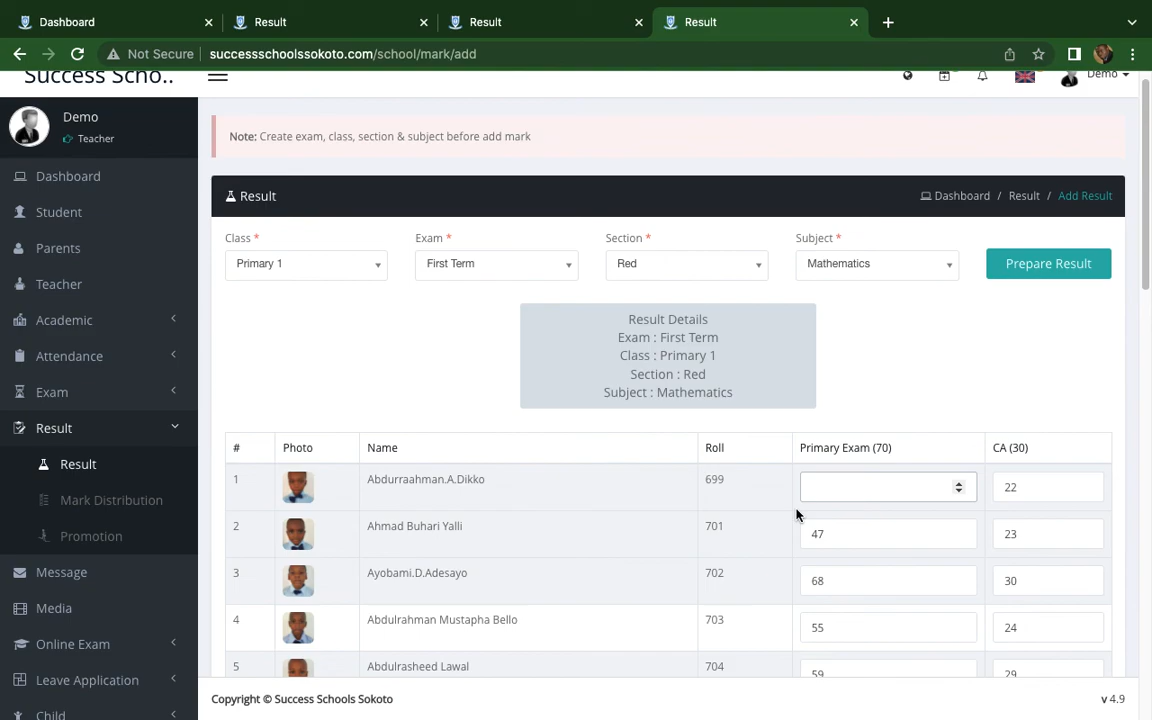 Dashboard
Result
Result
Result
Not Secure
successschoolssokoto.com/school/mark/add
Success Scho..
Demo
Demo
Teacher
Dashboard
Student
Parents
Teacher
Academic
Attendance
Exam
Result
Result
Mark Distribution
Promotion
Message
Media
Online Exam
Leave Application
Child
Note: Create exam, class, section & subject before add mark
Result
Dashboard / Result / Add Result
Class * Exam * Section * Subject *
Primary 1 First Term Red Mathematics Prepare Result
Result Details
Exam : First Term
Class : Primary 1
Section : Red
Subject : Mathematics
# Photo Name Roll Primary Exam (70) CA (30)
1 Abdurraahman.A.Dikko 699 22
2 Ahmad Buhari Yalli 701 47 23
3 Ayobami.D.Adesayo 702 68 30
4 Abdulrahman Mustapha Bello 703 55 24
5 Abdulrasheed Lawal 704 59 29
Copyright © Success Schools Sokoto v 4.9